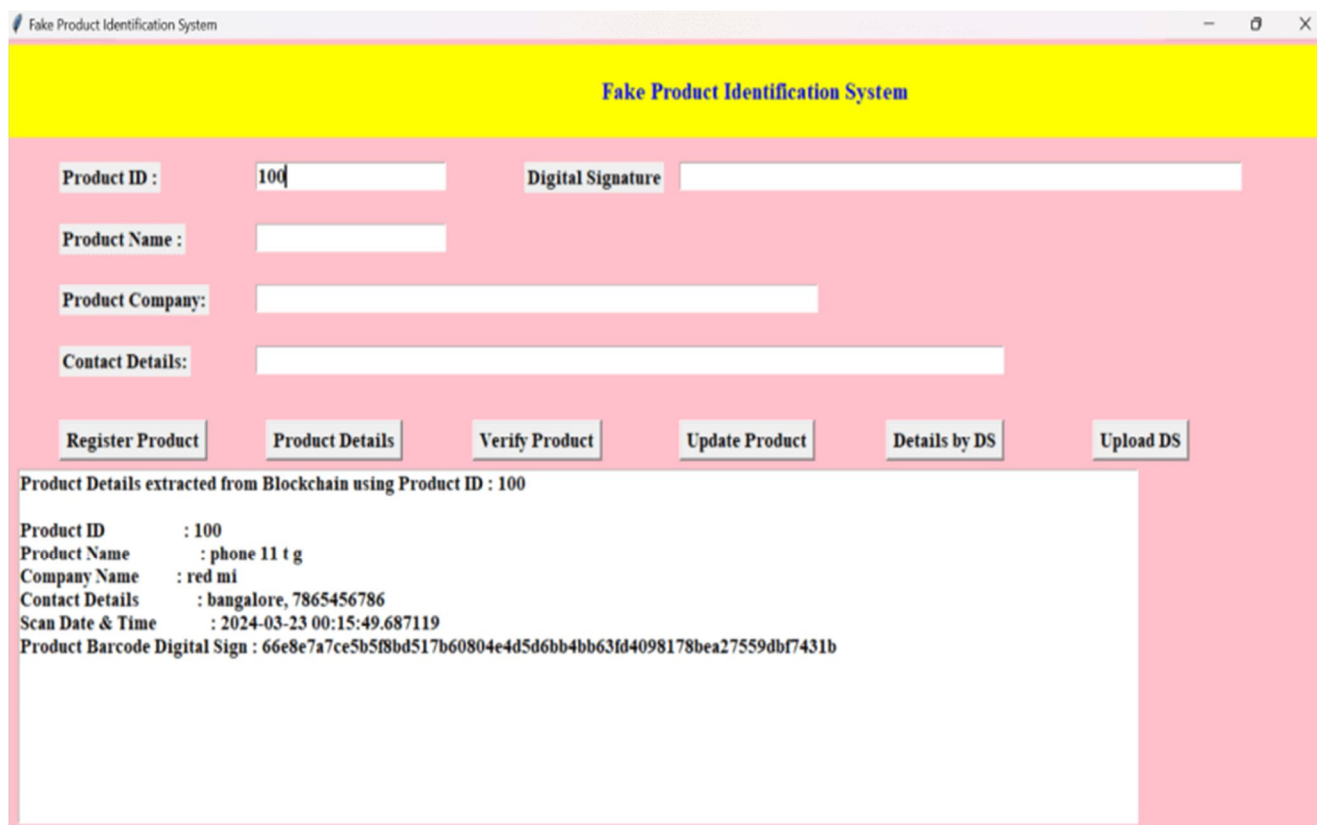 Fake Product Identification System
Fake Product Identification System
Product ID : 100 Digital Signature
Product Name :
Product Company:
Contact Details:
Register Product Product Details Verify Product Update Product Details by DS Upload DS
Product Details extracted from Blockchain using Product ID : 100
Product ID : 100
Product Name : phone 11 t g
Company Name : red mi
Contact Details : bangalore, 7865456786
Scan Date & Time : 2024-03-23 00:15:49.687119
Product Barcode Digital Sign : 66e8e7a7ce5b5f8bd517b60804e4d5d6bb4bb63fd4098178bea27559dbf7431b